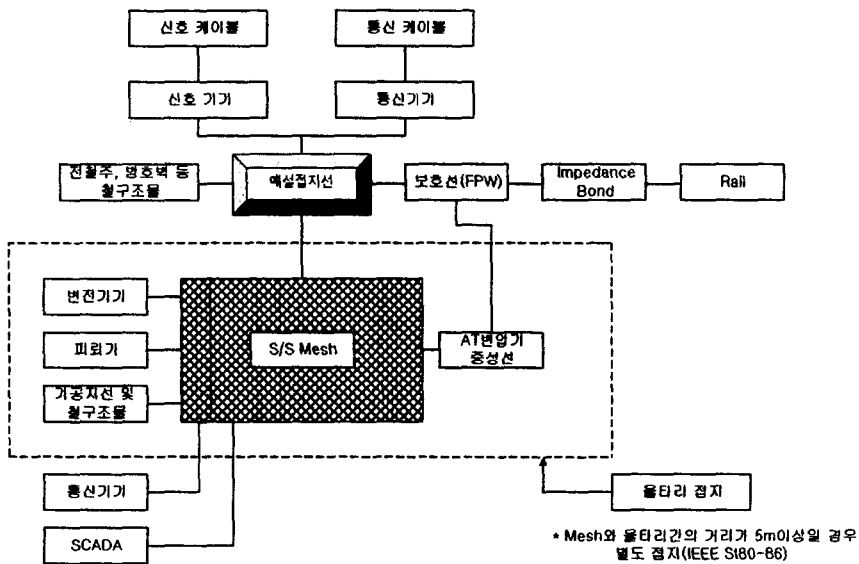 신호 케이블
통신 케이블
신호 기기
통신기기
전철주, 방호벽 등
철구조물
매설접지선
보호선(FPW)
Impedance
Bond
Rail
변전기기
피뢰기
가공지선 및
철구조물
S/S Mesh
AT변압기
중성선
통신기기
SCADA
울타리 접지
* Mesh와 울타리간의 거리가 5m이상일 경우
별도 접지(IEEE St80-86)